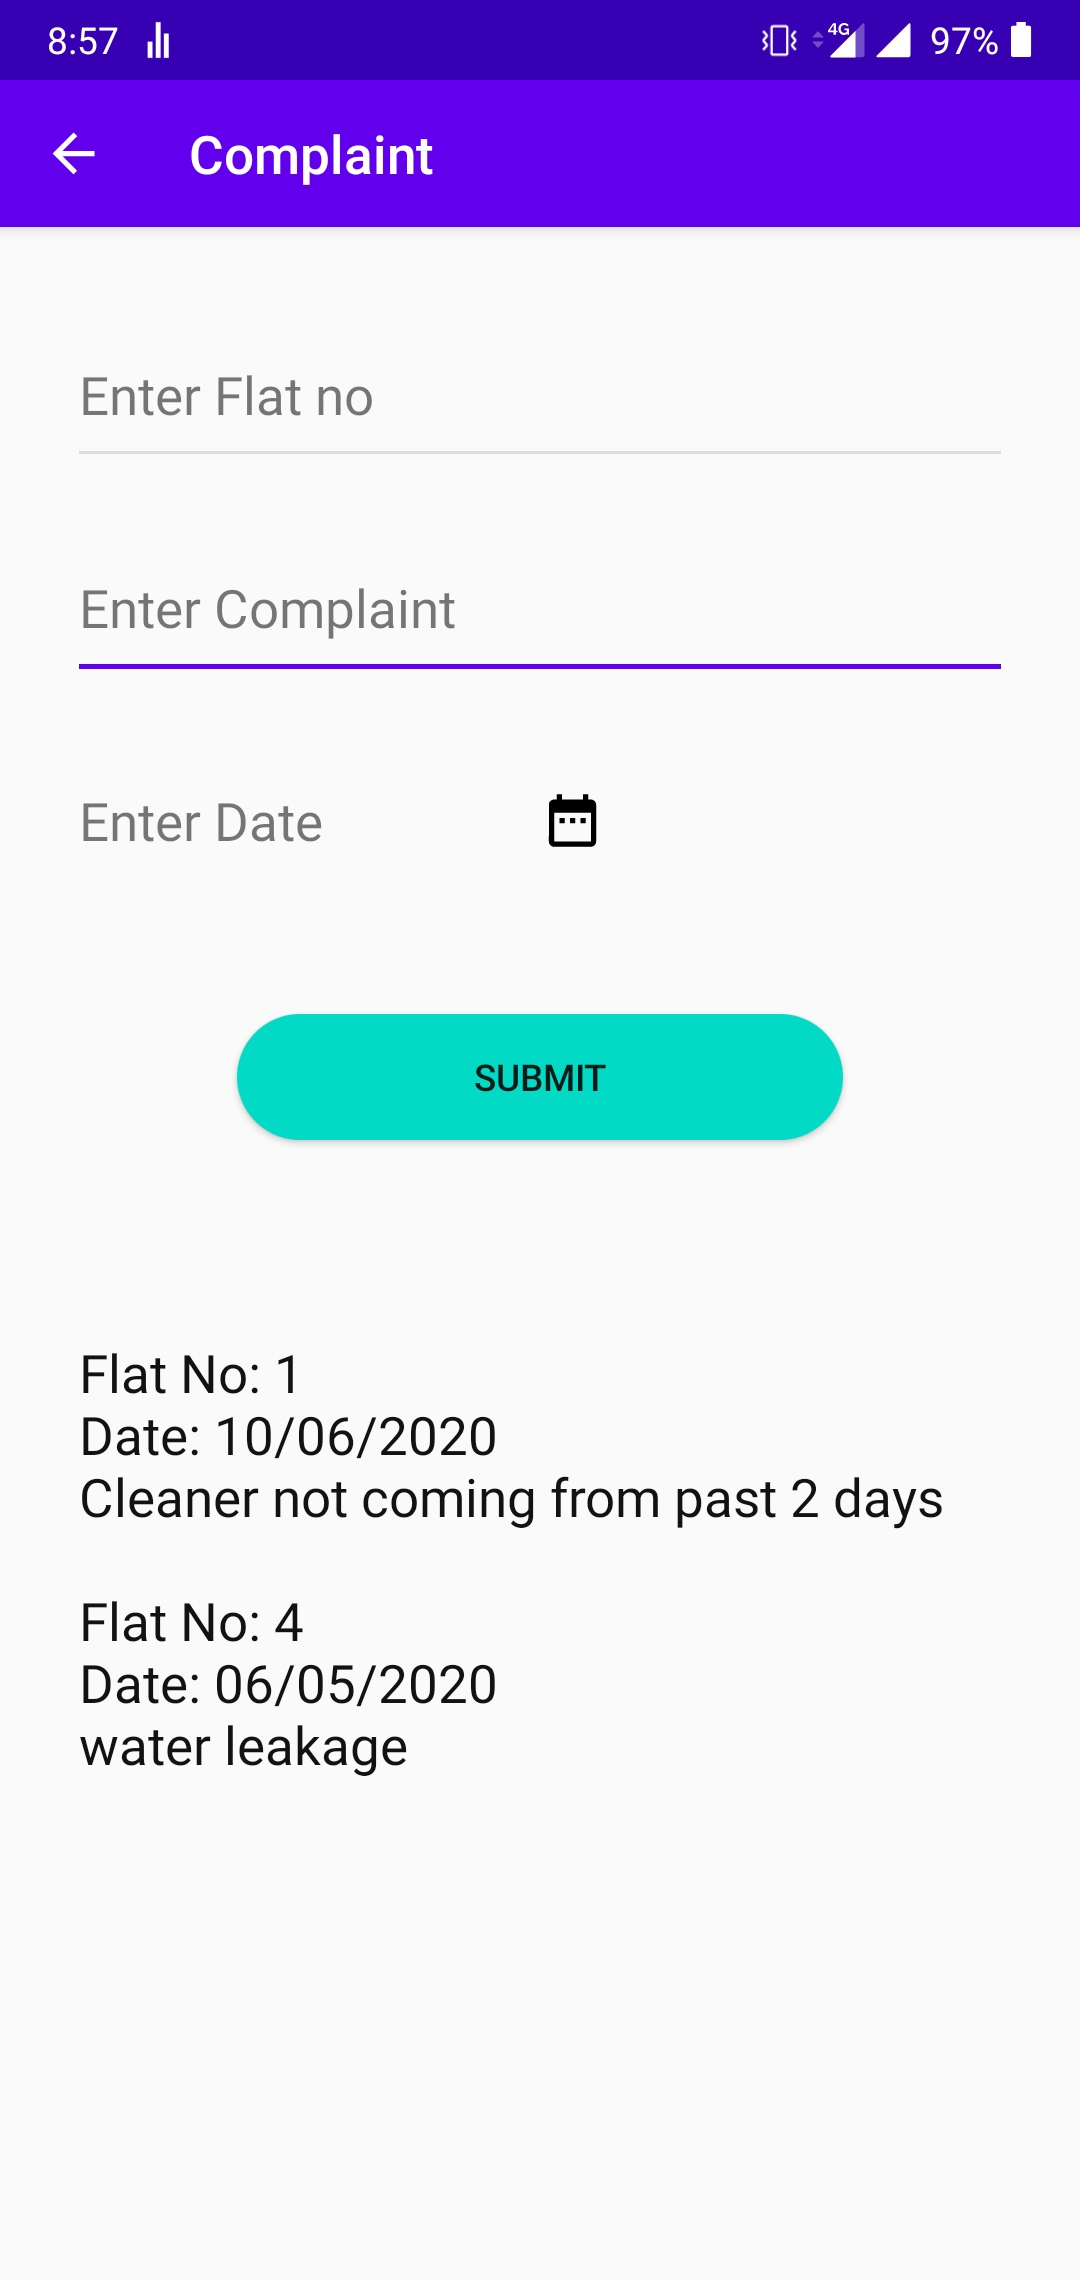 8:57
4G
97%
Complaint
Enter Flat no
Enter Complaint
Enter Date
SUBMIT
Flat No: 1
Date: 10/06/2020
Cleaner not coming from past 2 days
Flat No: 4
Date: 06/05/2020
water leakage